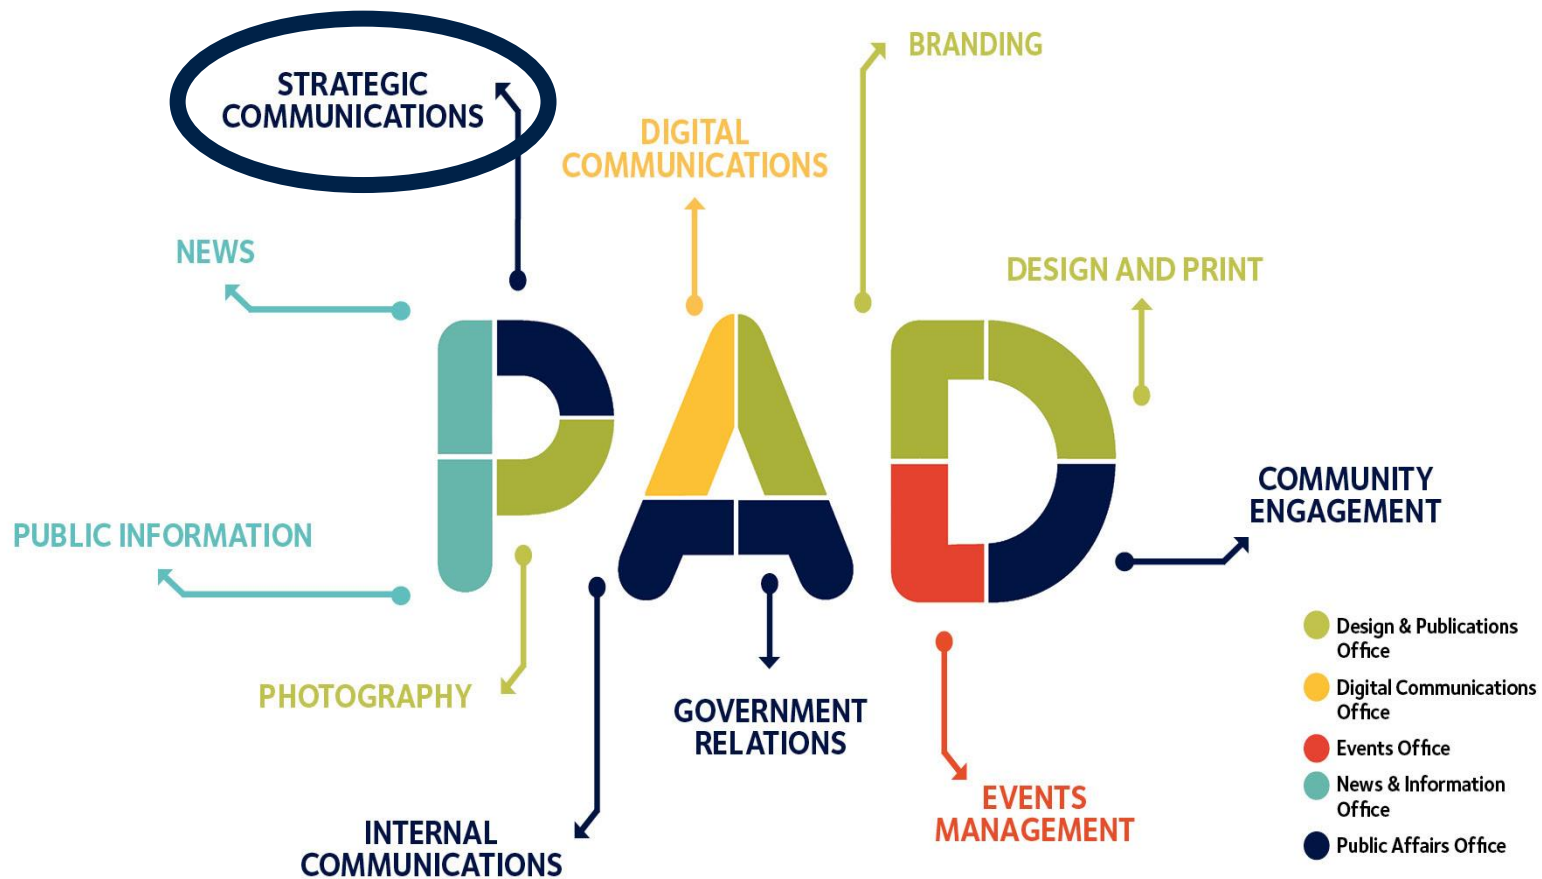 STRATEGIC
COMMUNICATIONS
BRANDING
DIGITAL
COMMUNICATIONS
NEWS
DESIGN AND PRINT
PAD
COMMUNITY
ENGAGEMENT
PUBLIC INFORMATION
PHOTOGRAPHY
GOVERNMENT
RELATIONS
EVENTS
MANAGEMENT
INTERNAL
COMMUNICATIONS
Design & Publications
Office
Digital Communications
Office
Events Office
News & Information
Office
Public Affairs Office